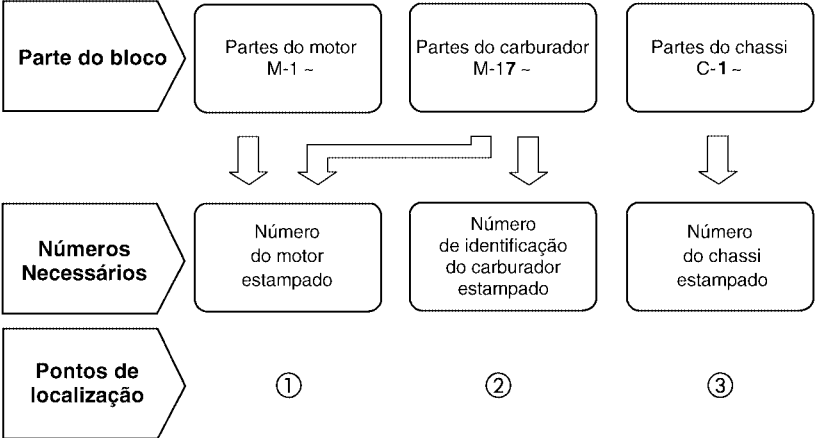 Parte do bloco
Partes do motor
M-1 ~
Partes do carburador
M-17 ~
Partes do chassi
C-1 ~
Números
Necessários
Número
do motor
estampado
Número
de identificação
do carburador
estampado
Número
do chassi
estampado
Pontos de
localização
①
②
③